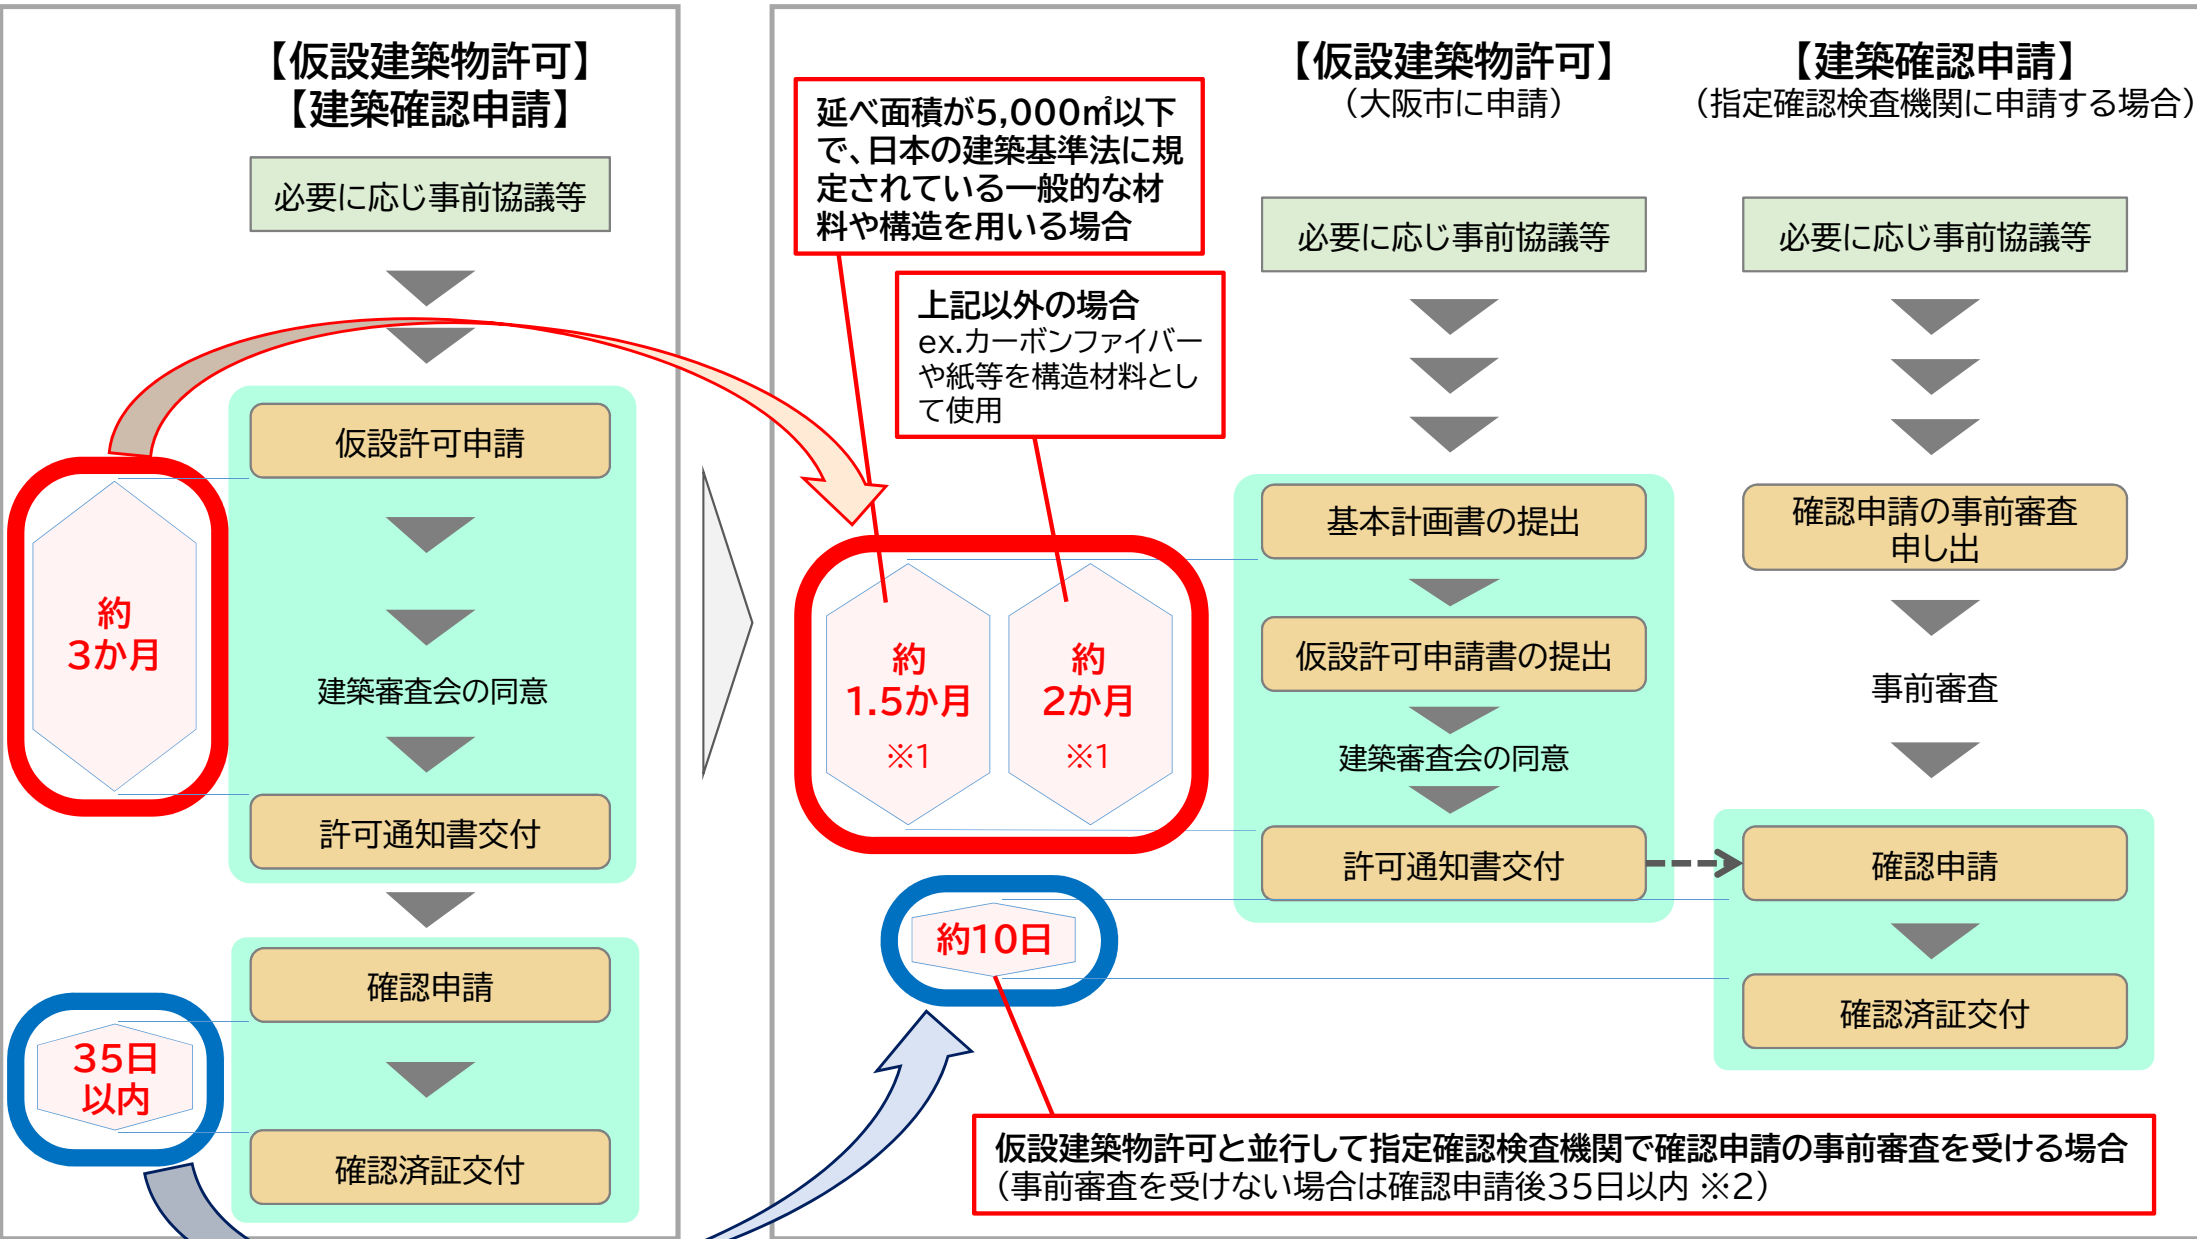 【仮設建築物許可】
【建築確認申請】
必要に応じ事前協議等
仮設許可申請
約
3か月
建築審査会の同意
許可通知書交付
確認申請
35日
以内
確認済証交付
延べ面積が5,000㎡以下
で、日本の建築基準法に規
定されている一般的な材
料や構造を用いる場合
上記以外の場合
ex.カーボンファイバー
や紙等を構造材料とし
て使用
約
1.5か月
※1
約
2か月
※1
約10日
【仮設建築物許可】
（大阪市に申請）
必要に応じ事前協議等
基本計画書の提出
仮設許可申請書の提出
建築審査会の同意
許可通知書交付
【建築確認申請】
（指定確認検査機関に申請する場合）
必要に応じ事前協議等
確認申請の事前審査
申し出
事前審査
確認申請
確認済証交付
仮設建築物許可と並行して指定確認検査機関で確認申請の事前審査を受ける場合
（事前審査を受けない場合は確認申請後35日以内 ※2）